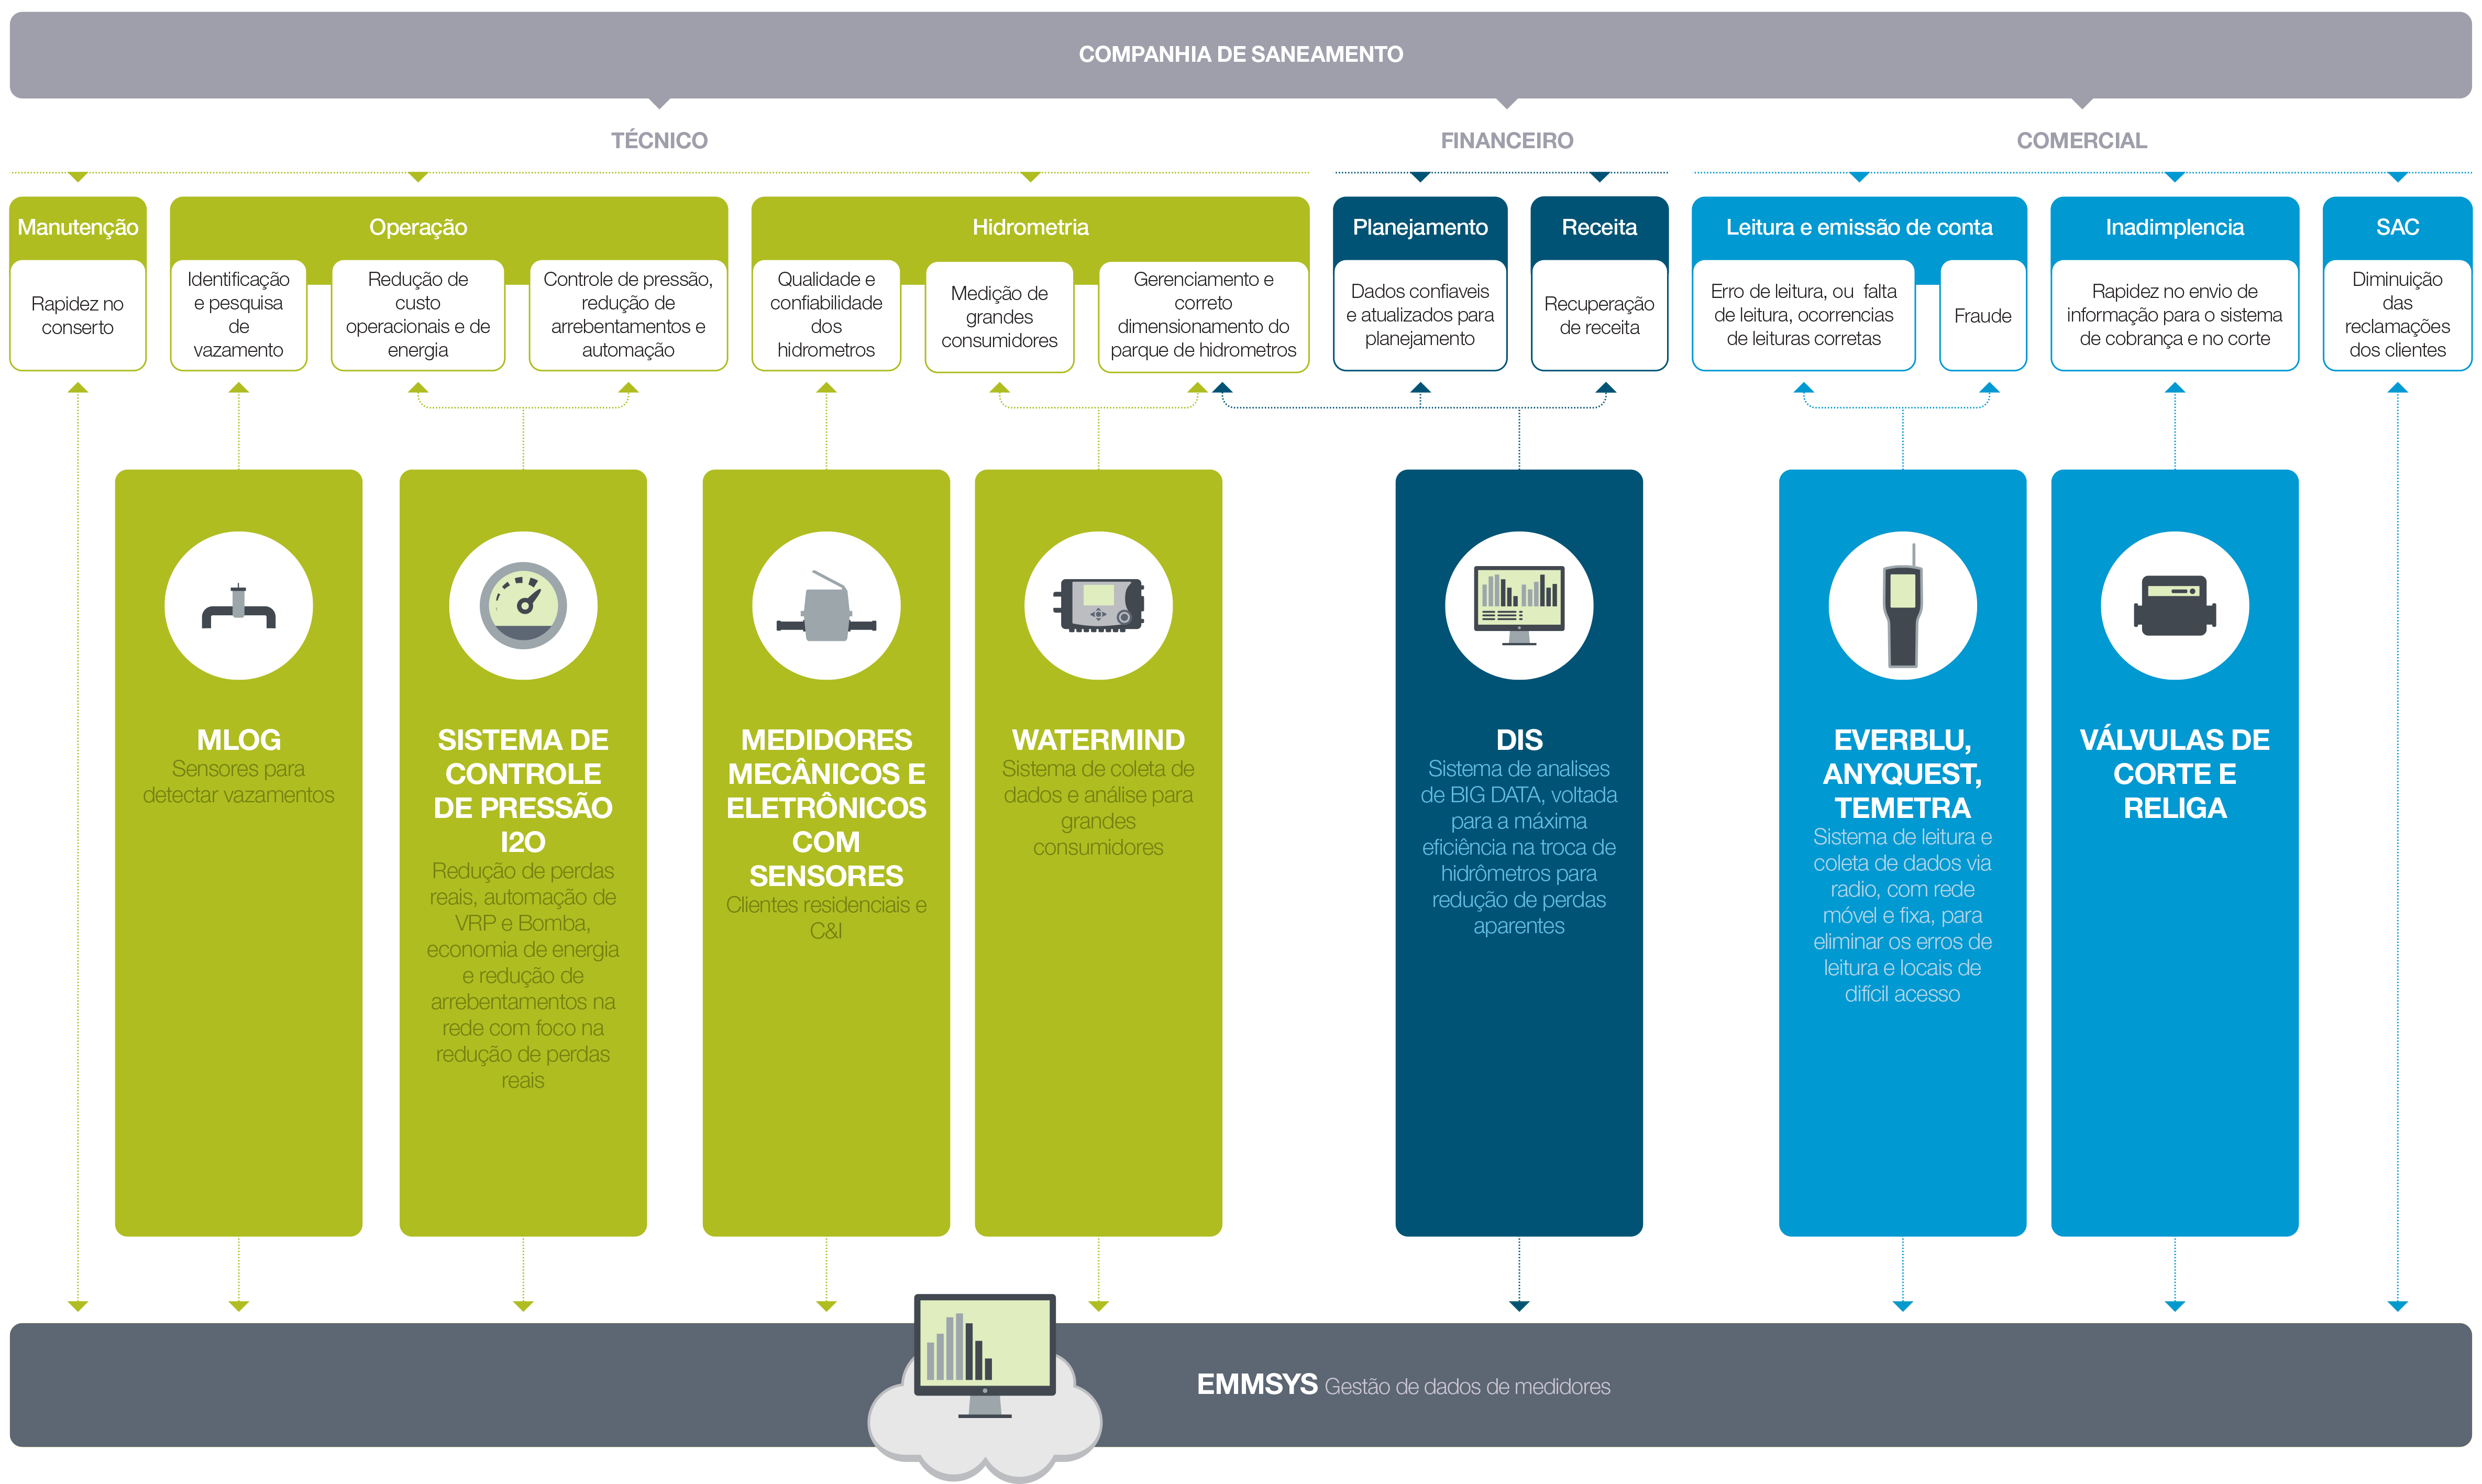 COMPANHIA DE SANEAMENTO
TÉCNICO
FINANCEIRO
COMERCIAL
Manutenção
Operação
Hidrometria
Planejamento
Receita
Leitura e emissão de conta
Inadimplencia
SAC
Rapidez no
conserto
Identificação
e pesquisa
de
vazamento
Redução de
custo
operacionais e de
energia
Controle de pressão,
redução de
arrebentamentos e
automação
Qualidade e
confiabilidade
dos
hidrometros
Medição de
grandes
consumidores
Gerenciamento e
correto
dimensionamento do
parque de hidrometros
Dados confiaveis
e atualizados para
planejamento
Recuperação
de receita
Erro de leitura, ou falta
de leitura, ocorrencias
de leituras corretas
Fraude
Rapidez no envio de
informação para o sistema
de cobrança e no corte
Diminuição
das
reclamações
dos clientes
MLOG
Sensores para
detectar vazamentos
SISTEMA DE
CONTROLE
DE PRESSÃO
I2O
Redução de perdas
reais, automação de
VRP e Bomba,
economia de energia
e redução de
arrebentamentos na
rede com foco na
redução de perdas
reais
MEDIDORES
MECÂNICOS E
ELETRÔNICOS
COM
SENSORES
Clientes residenciais e
C&I
WATERMIND
Sistema de coleta de
dados e análise para
grandes
consumidores
DIS
Sistema de analises
de BIG DATA, voltada
para a máxima
eficiência na troca de
hidrômetros para
redução de perdas
aparentes
EVERBLU,
ANYQUEST,
TEMETRA
Sistema de leitura e
coleta de dados via
radio, com rede
móvel e fixa, para
eliminar os erros de
leitura e locais de
difícil acesso
VÁLVULAS DE
CORTE E
RELIGA
EMMSYS Gestão de dados de medidores